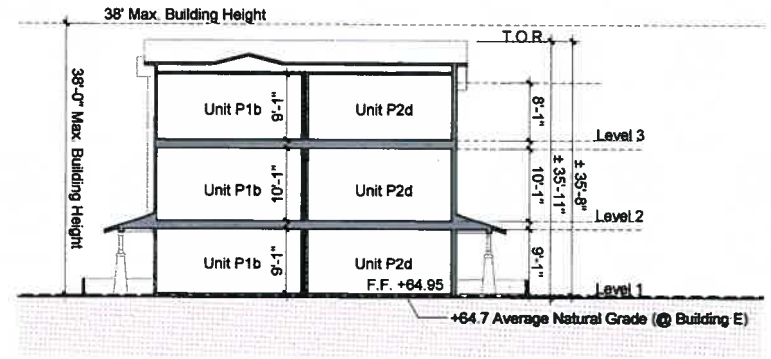 38' Max. Building Height
T.O.R.
38'-0" Max. Building Height
Unit P1b
9'-1"
Unit P2d
8'-1"
Level 3
Unit P1b
10'-1"
Unit P2d
10'-1"
± 35'-11"
± 35'-8"
Level 2
Unit P1b
9'-1"
Unit P2d
9'-1"
F.F. +64.95
Level 1
+64.7 Average Natural Grade (@ Building E)